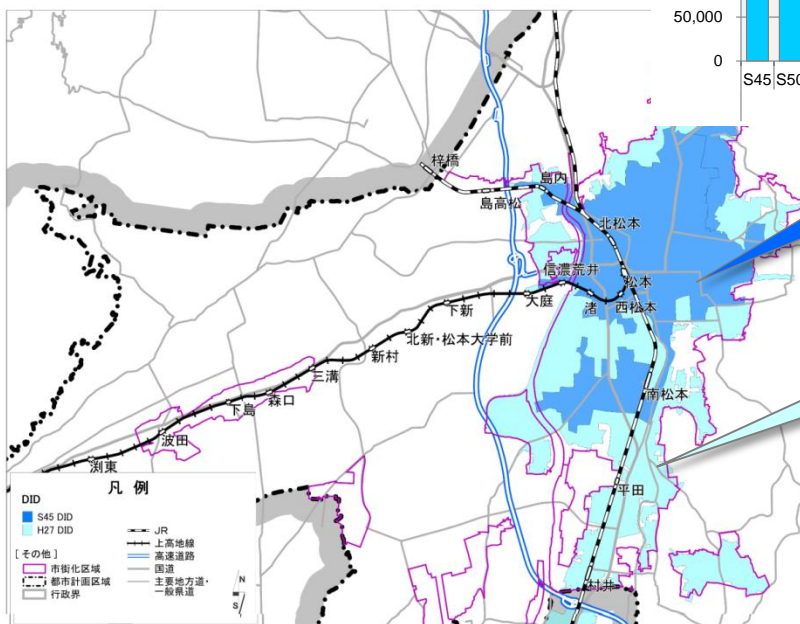 50,000
0
S45 S50
梓橋
島内
島高松
北松本
信濃荒井
松本
大庭
渚
西松本
下新
北新・松本大学前
新村
三溝
南松本
森口
下島
波田
渕東
平田
村井
凡 例
DID
S45 DID
H27 DID
[その他]
市街化区域
都市計画区域
行政界
JR
上高地線
高速道路
国道
主要地方道・
一般県道
N
S